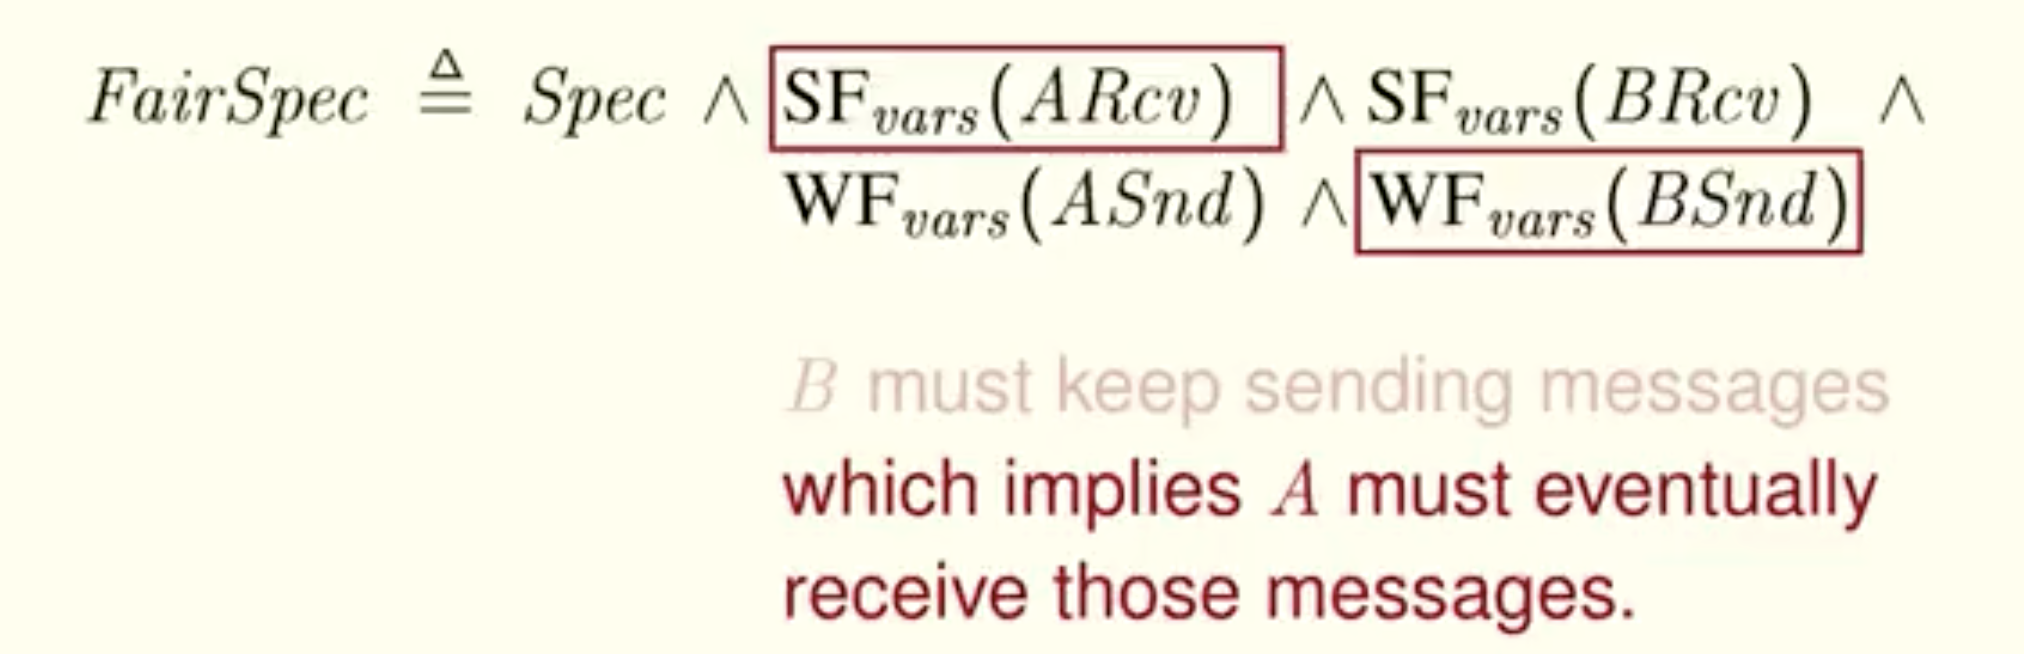 FairSpec ≜ Spec ∧ SF_vars(ARcv) ∧ SF_vars(BRcv) ∧
WF_vars(ASnd) ∧ WF_vars(BSnd)
B must keep sending messages
which implies A must eventually
receive those messages.